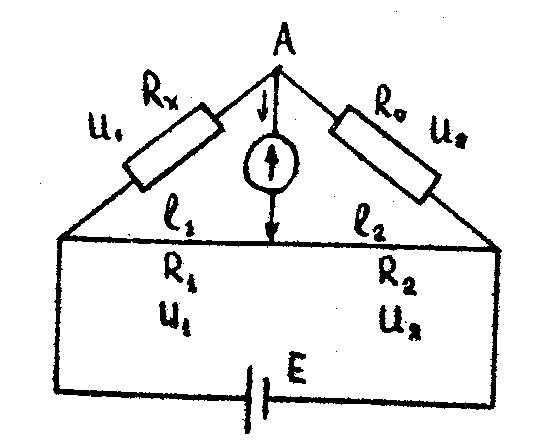 A
Rₓ R₀
U₁ U₂
l₁ l₂
R₁ R₂
U₁ U₂
E